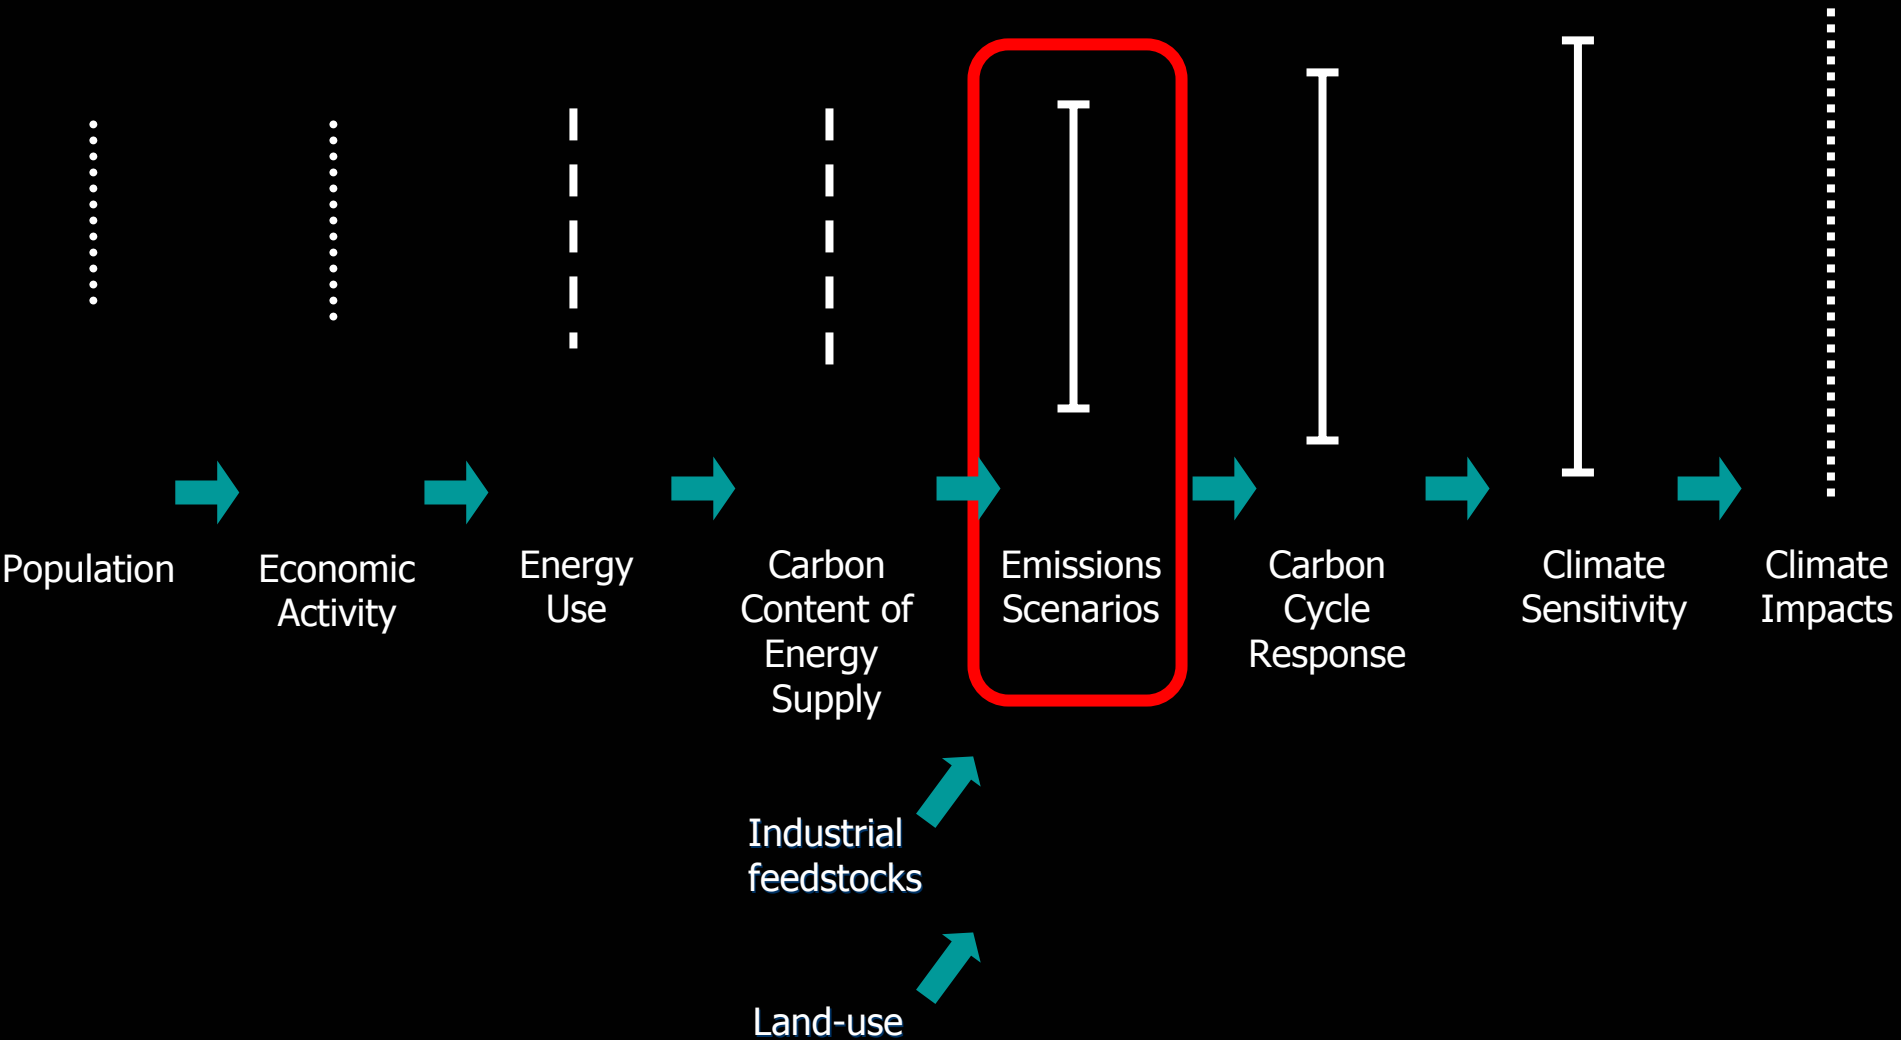 Population
Economic
Activity
Energy
Use
Carbon
Content of
Energy
Supply
Emissions
Scenarios
Carbon
Cycle
Response
Climate
Sensitivity
Climate
Impacts
Industrial
feedstocks
Land-use